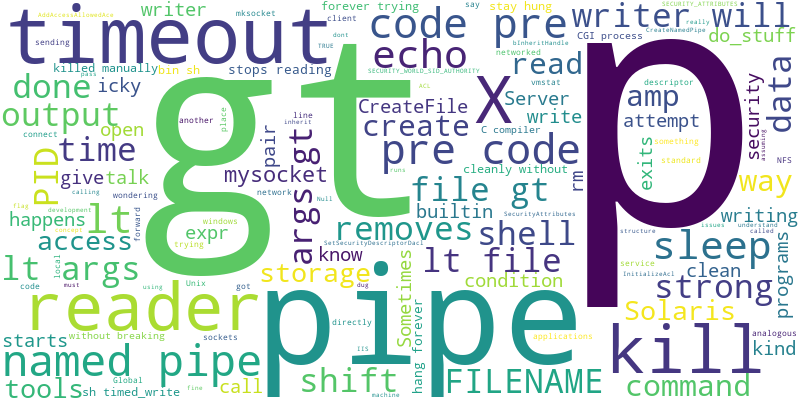 writer
mksocket
forever trying
say
stay hung
SECURITY_ATTRIBUTES
AddAccessAllowedAce
client
really
CreateNamedPipe
timeout
code pre
writer will
sending
TRUE
dont
binherithandle
networked
CGI process
do_stuff
killed manually
bin sh
stops reading
echo
read
done
icky
pass
another
place
SECURITY_WORLD_SID_AUTHORITY
ACL
vmstat
descriptor
gt
X
p
output
open
CreateFile
Server
write
amp
security
data
connect
PID
time
pair
line
inherit
create
C compiler
attempt
assuming
give
talk
mysocket
pre code
exits
something
standard
NFS
calling
wondering
network
runs
cleanly without
rm
way
flag
development
happens
lt
concept
forward
windows
argsgt
Null
file gt
builtin
structure
called
writing
access
expr
trying
removes
SecurityAttributes
shell
issues
understand
sleep
lt args
local
Unix
know
SetSecurityDescriptorDacl
storage
Sometimes
lt file
service
clean
InitializeAcl
strong
programs
code
must
using
got
condition
Solaris
reader
pipe
starts
without breaking
sockets
directly
hang forever
applications
kill
kind
analogous
named pipe
Global
call
dug
IIS
tools
sh timed_write
fine
shift
machine
FILENAME
command